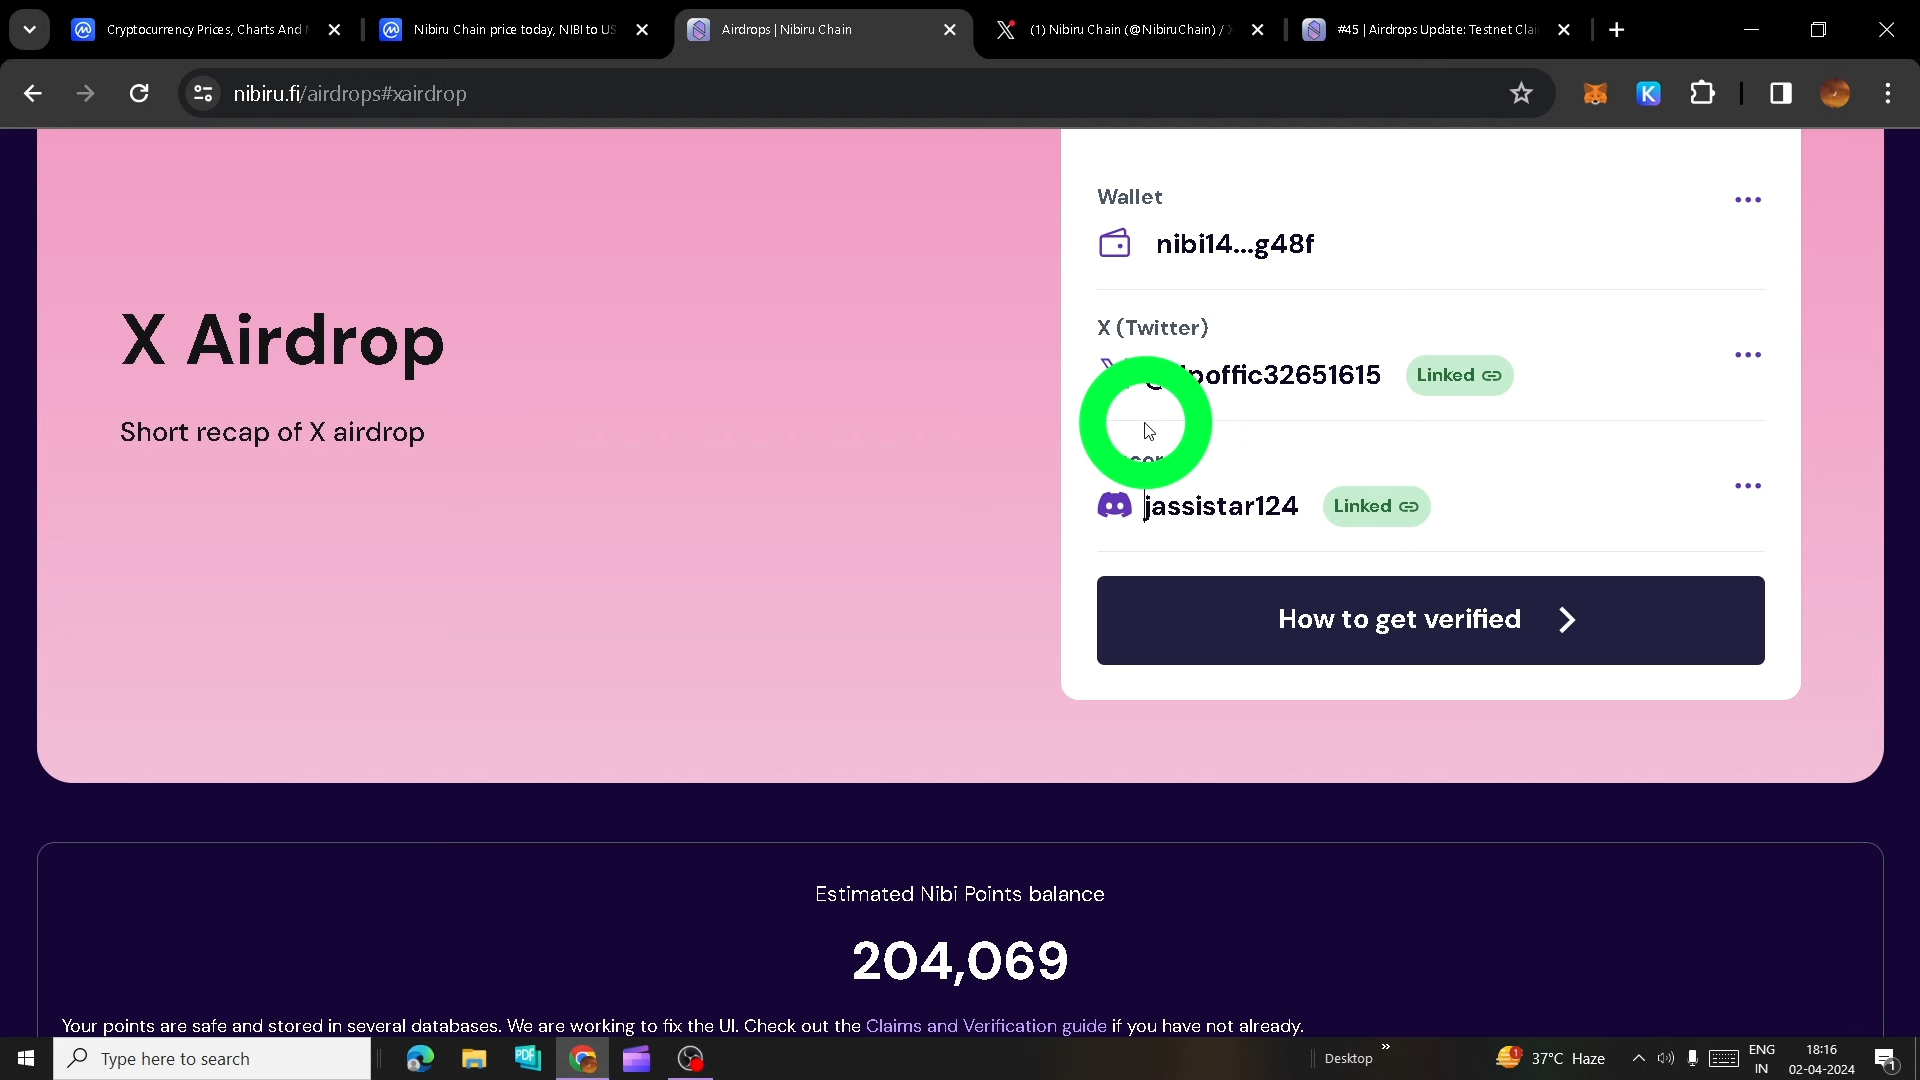 Cryptocurrency Prices, Charts And
Nibiru Chain price today, NIBI to US
Airdrops | Nibiru Chain
(1) Nibiru Chain (@NibiruChain) /
#45 | Airdrops Update: Testnet Clai
nibiru.fi/airdrops#xairdrop
Wallet
nibi14...g48f
X (Twitter)
Linked
X Airdrop
Short recap of X airdrop
jassistar124
Linked
How to get verified
Estimated Nibi Points balance
204,069
Your points are safe and stored in several databases. We are working to fix the UI. Check out the Claims and Verification guide if you have not already.
Type here to search
Desktop
37°C Haze
ENG
IN
18:16
02-04-2024
1
1